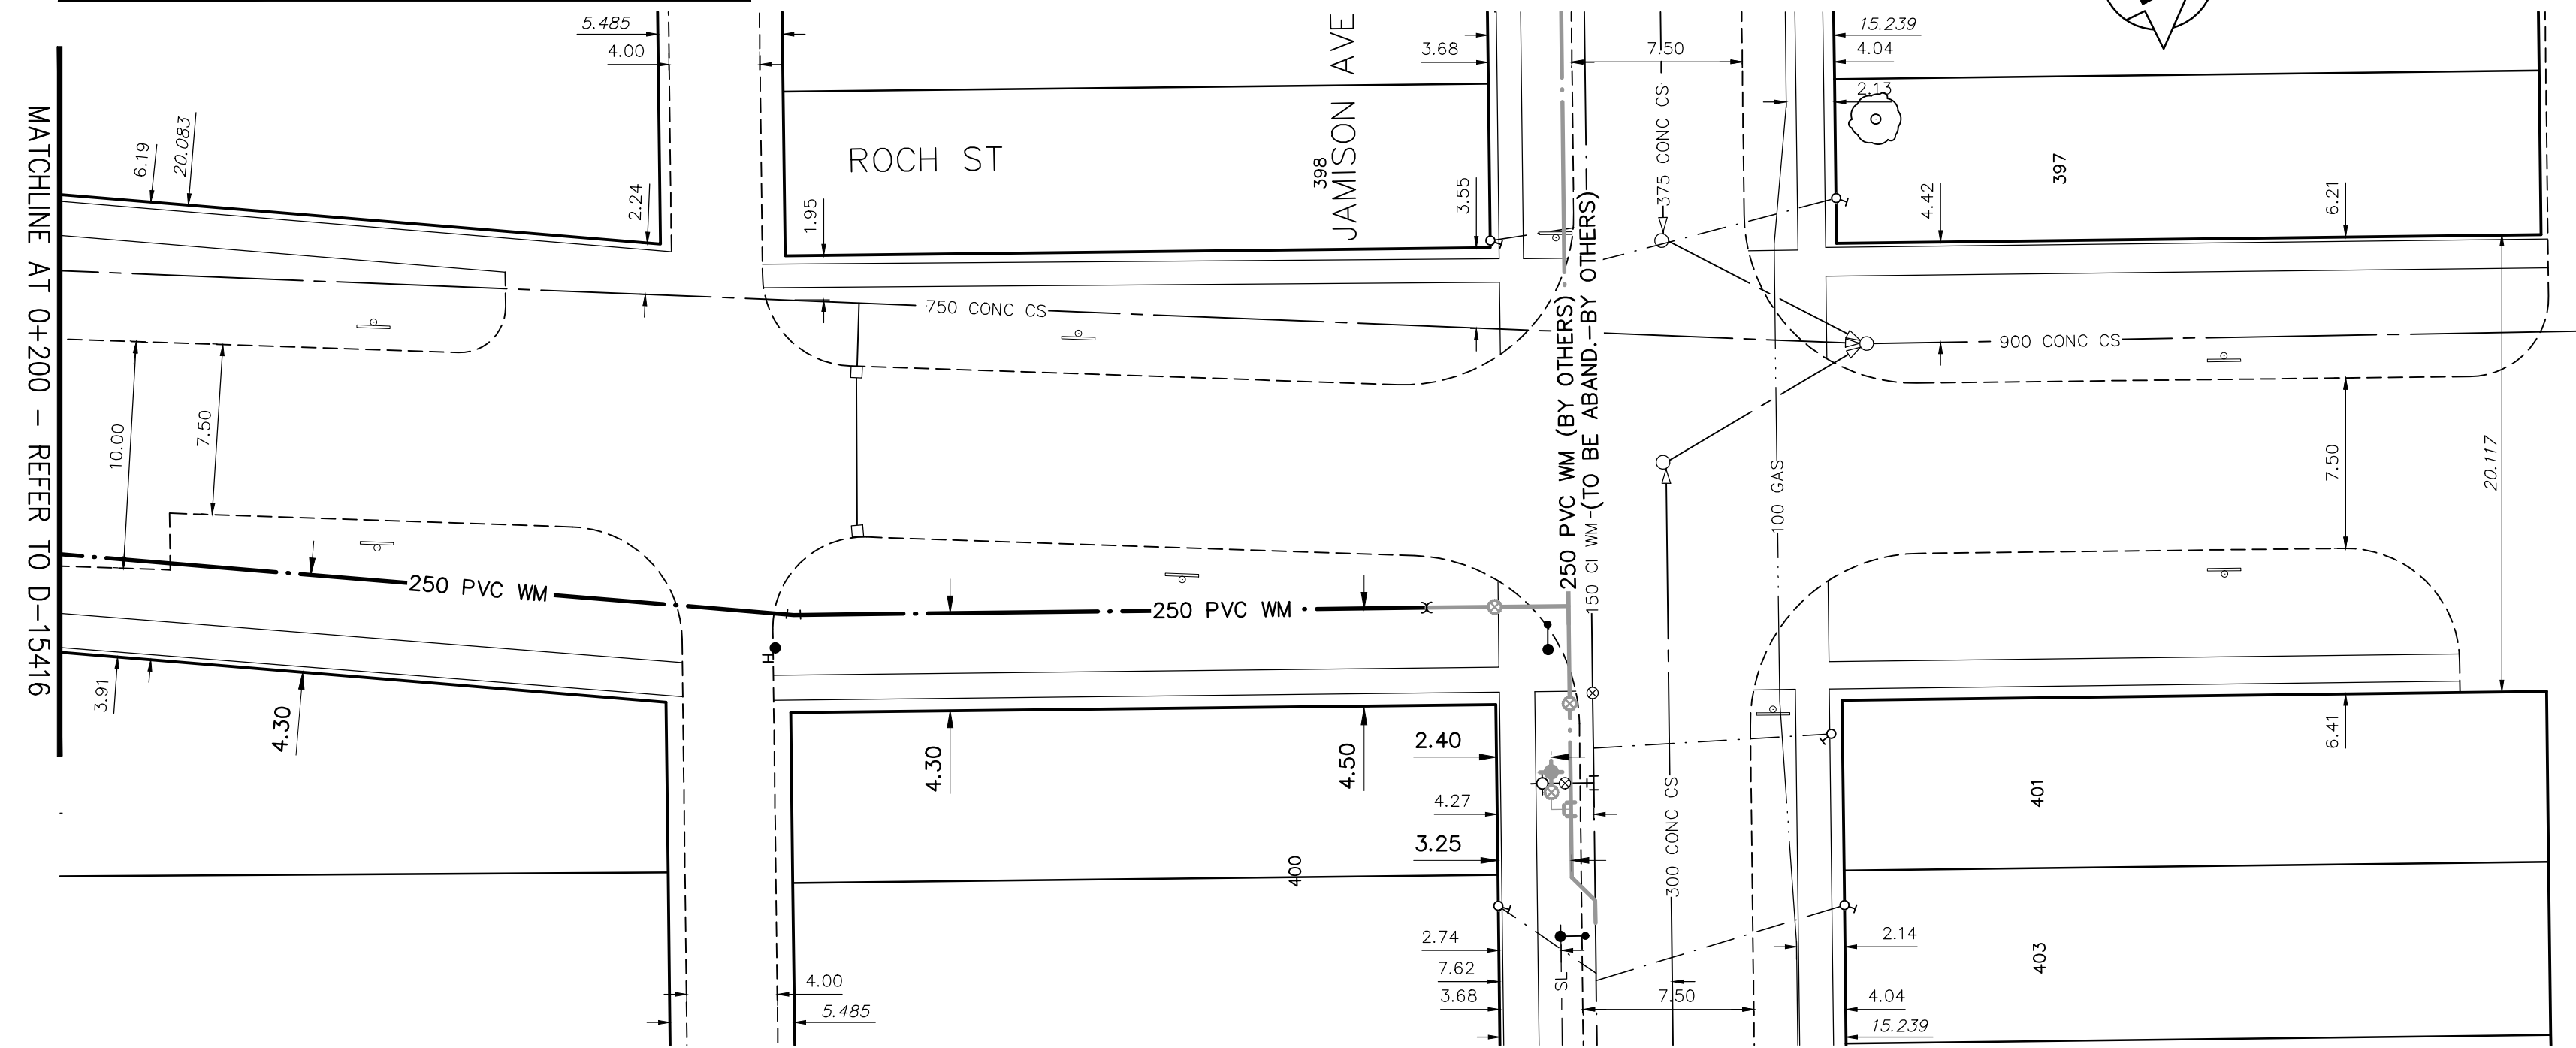 MATCHLINE AT 0+200 - REFER TO D-15416
5.485
4.00
6.19
20.083
2.24
1.95
ROCH ST
398
JAMISON AVE
3.68
3.55
7.50
375 CONC CS
15.239
4.04
2.13
4.42
397
6.21
750 CONC CS
900 CONC CS
250 PVC WM (BY OTHERS)
150 CI WM-(TO BE ABAND.-BY OTHERS)
100 GAS
10.00
7.50
7.50
20.117
250 PVC WM
250 PVC WM
H
3.91
4.30
4.30
4.50
2.40
4.27
3.25
400
300 CONC CS
401
6.41
403
2.74
7.62
3.68
SL
7.50
2.14
4.04
15.239
4.00
5.485